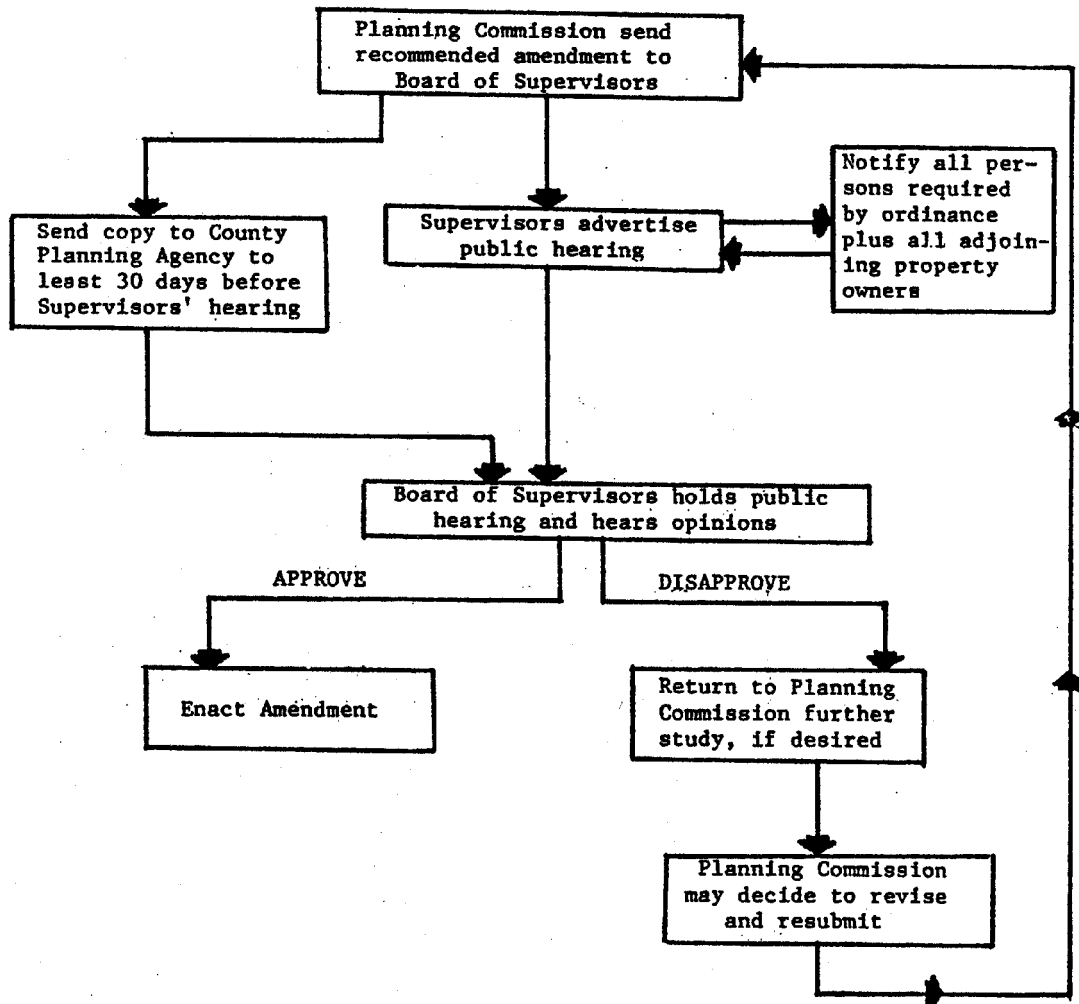 Planning Commission send
recommended amendment to
Board of Supervisors
Send copy to County
Planning Agency to
least 30 days before
Supervisors' hearing
Supervisors advertise
public hearing
Notify all per-
sons required
by ordinance
plus all adjoin-
ing property
owners
Board of Supervisors holds public
hearing and hears opinions
APPROVE
DISAPPROVE
Enact Amendment
Return to Planning
Commission further
study, if desired
Planning Commission
may decide to revise
and resubmit